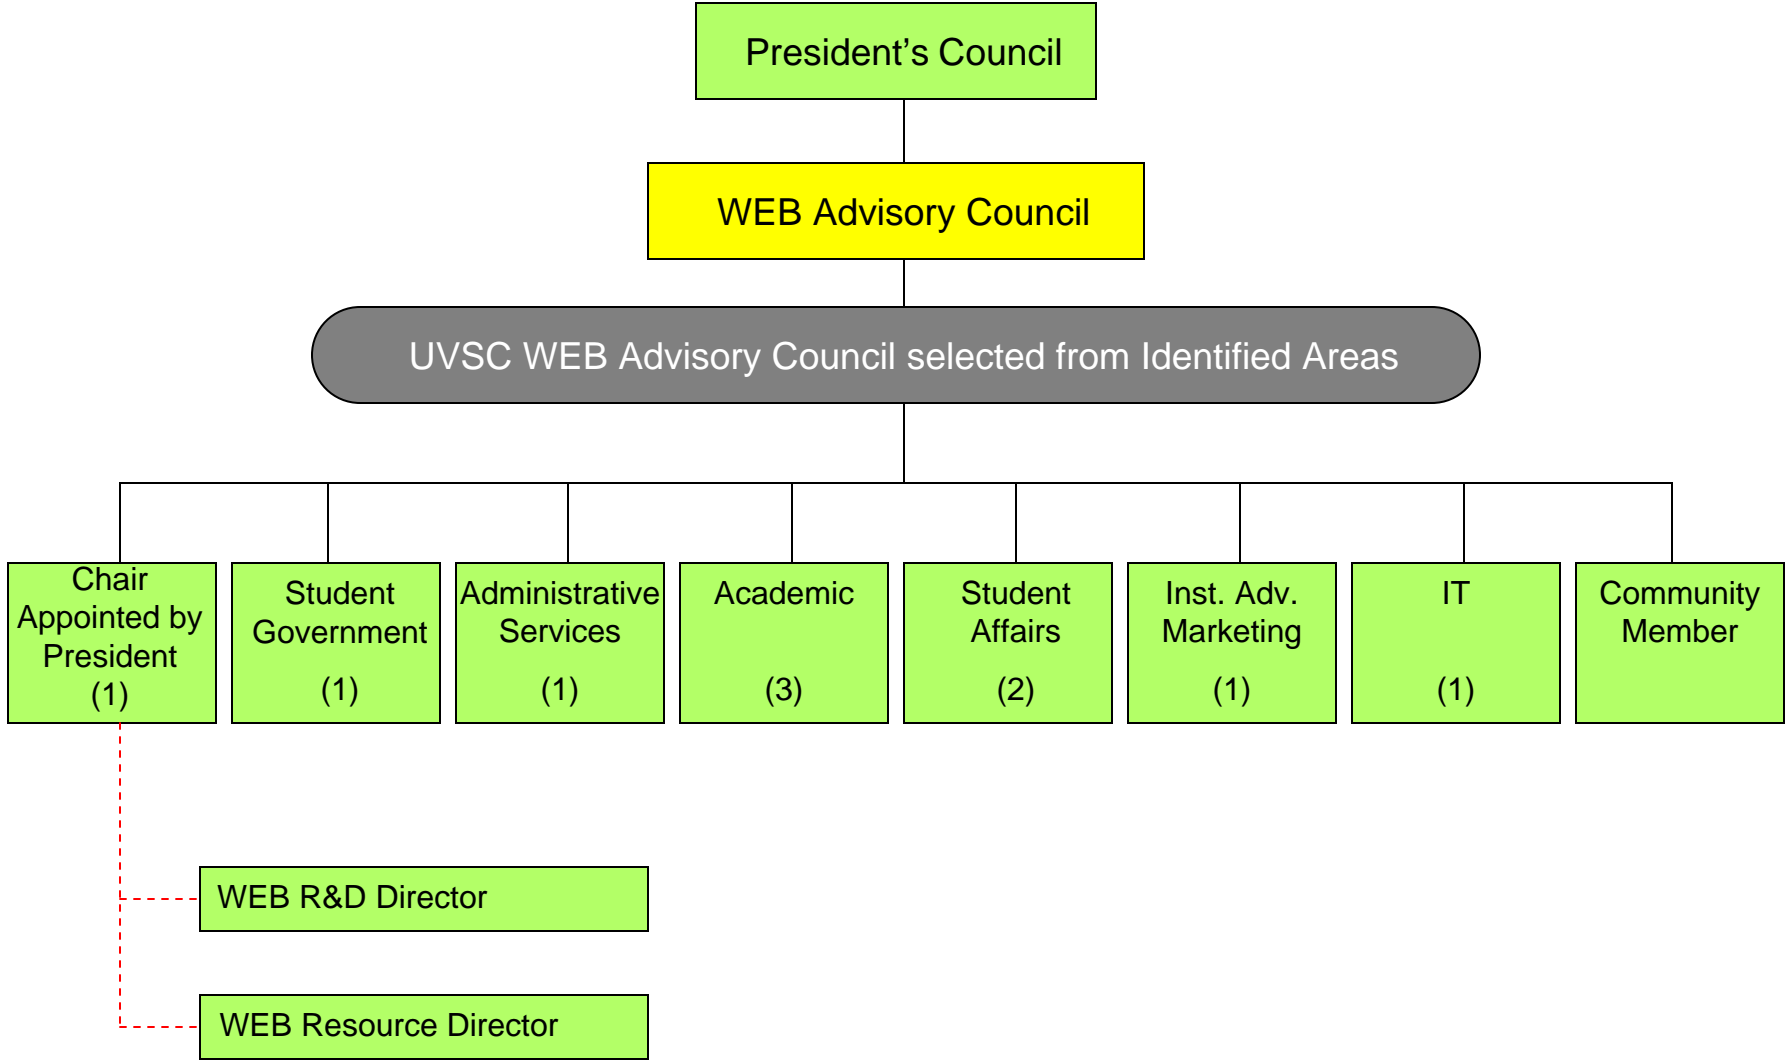 President’s Council
WEB Advisory Council
UVSC WEB Advisory Council selected from Identified Areas
Chair
Appointed by
President
(1)
Student
Government
(1)
Administrative
Services
(1)
Academic
(3)
Student
Affairs
(2)
Inst. Adv.
Marketing
(1)
IT
(1)
Community
Member
WEB R&D Director
WEB Resource Director